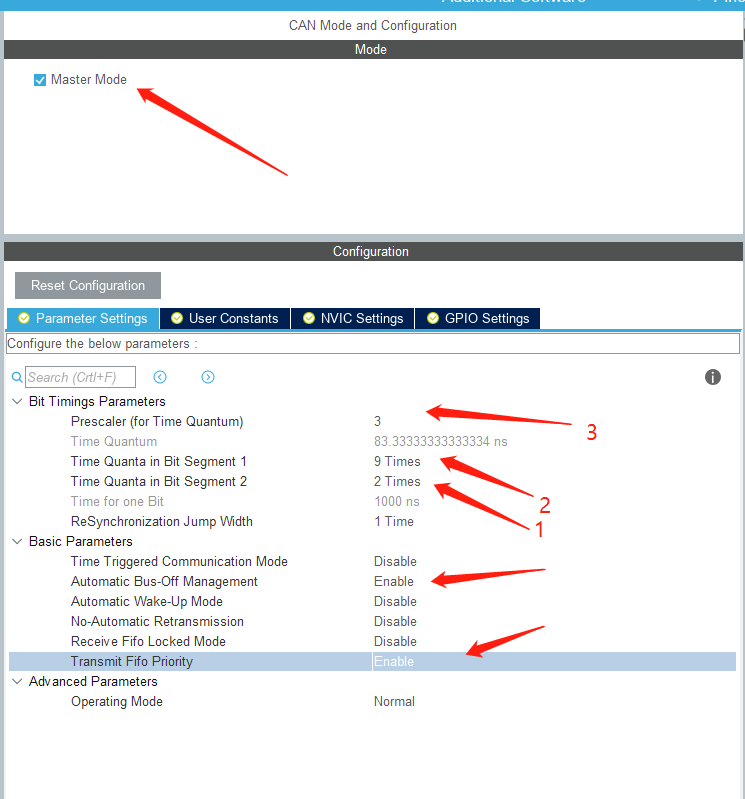 Additional Software
CAN Mode and Configuration
Mode
Master Mode
Configuration
Reset Configuration
Parameter Settings User Constants NVIC Settings GPIO Settings
Configure the below parameters :
Search (Crtl+F)
Bit Timings Parameters
Prescaler (for Time Quantum) 3
3
Time Quantum 83.33333333333334 ns
Time Quanta in Bit Segment 1 9 Times
Time Quanta in Bit Segment 2 2 Times
2
Time for one Bit 1000 ns
ReSynchronization Jump Width 1 Time
1
Basic Parameters
Time Triggered Communication Mode Disable
Automatic Bus-Off Management Enable
Automatic Wake-Up Mode Disable
No-Automatic Retransmission Disable
Receive Fifo Locked Mode Disable
Transmit Fifo Priority Enable
Advanced Parameters
Operating Mode Normal